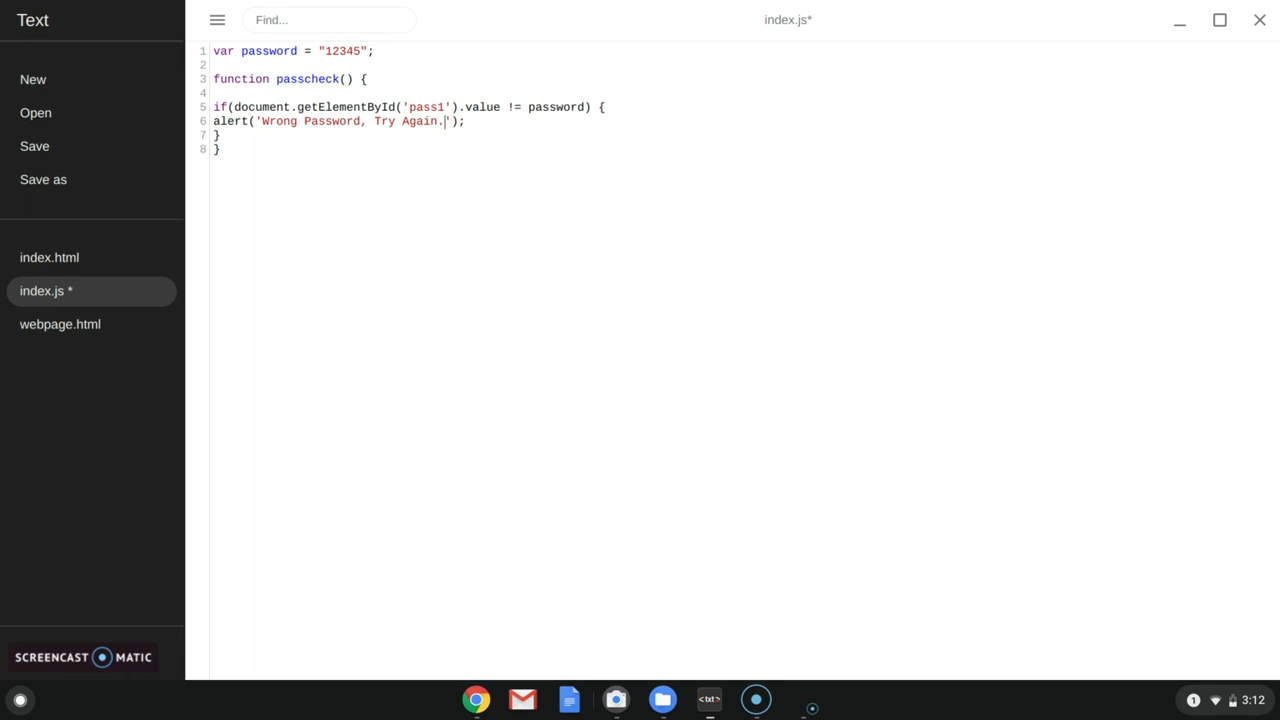 Text
Find...
index.js*
New
Open
Save
Save as
index.html
index.js *
webpage.html
1 var password = "12345";
2
3 function passcheck() {
4
5 if(document.getElementById('pass1').value != password) {
6 alert('Wrong Password, Try Again.');
7 }
8 }
SCREENCAST MATIC
<txt>
1
3:12